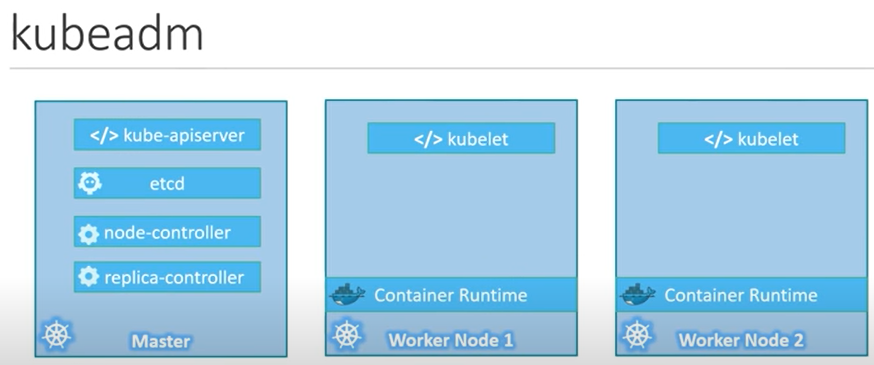 kubeadm
</> kube-apiserver
etcd
node-controller
replica-controller
Master
</> kubelet
Container Runtime
Worker Node 1
</> kubelet
Container Runtime
Worker Node 2